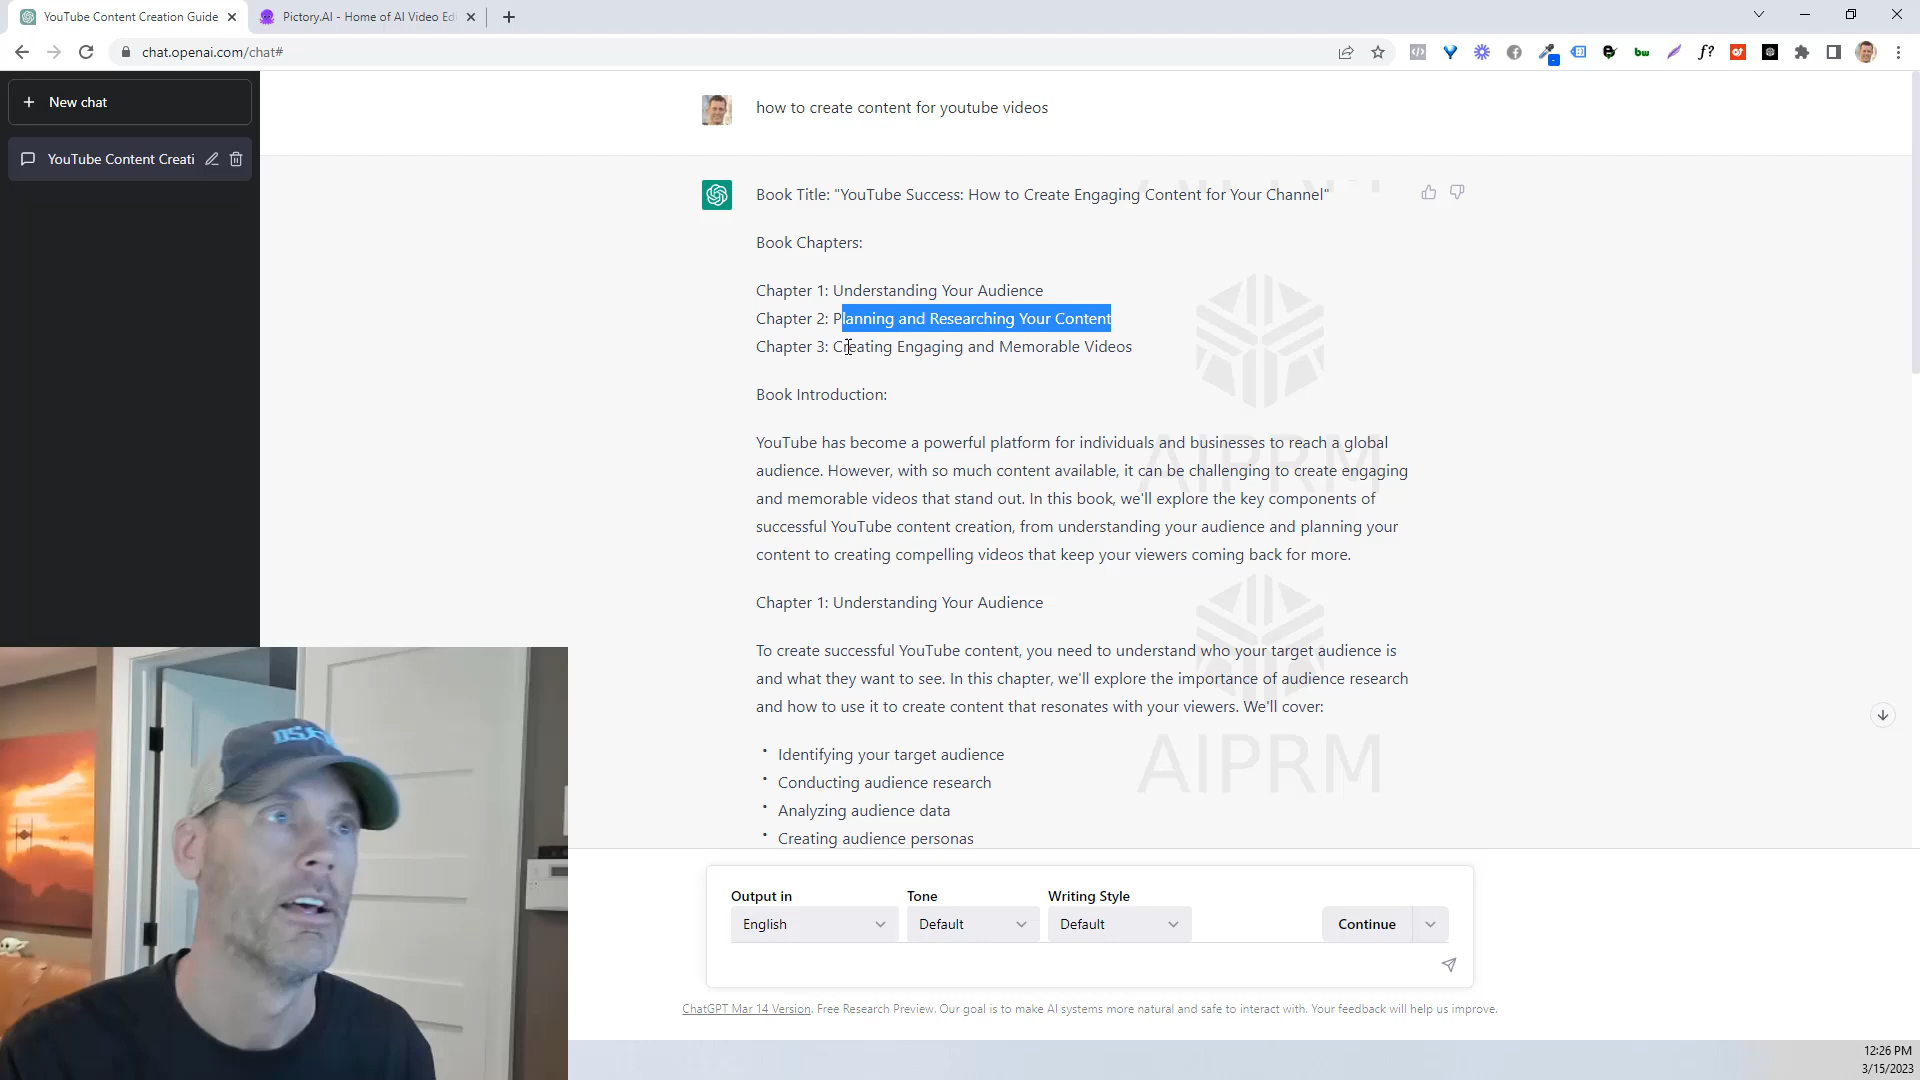 YouTube Content Creation Guide
Pictory.AI - Home of AI Video Edi
chat.openai.com/chat#
New chat
YouTube Content Creati
how to create content for youtube videos
Book Title: "YouTube Success: How to Create Engaging Content for Your Channel"
Book Chapters:
Chapter 1: Understanding Your Audience
Chapter 2: Planning and Researching Your Content
Chapter 3: Creating Engaging and Memorable Videos
Book Introduction:
YouTube has become a powerful platform for individuals and businesses to reach a global
audience. However, with so much content available, it can be challenging to create engaging
and memorable videos that stand out. In this book, we'll explore the key components of
successful YouTube content creation, from understanding your audience and planning your
content to creating compelling videos that keep your viewers coming back for more.
Chapter 1: Understanding Your Audience
To create successful YouTube content, you need to understand who your target audience is
and what they want to see. In this chapter, we'll explore the importance of audience research
and how to use it to create content that resonates with your viewers. We'll cover:
• Identifying your target audience
• Conducting audience research
• Analyzing audience data
• Creating audience personas
AIPRM
AIPRM
AIPRM
Output in
Tone
Writing Style
English
Default
Default
Continue
ChatGPT Mar 14 Version. Free Research Preview. Our goal is to make AI systems more natural and safe to interact with. Your feedback will help us improve.
12:26 PM
3/15/2023